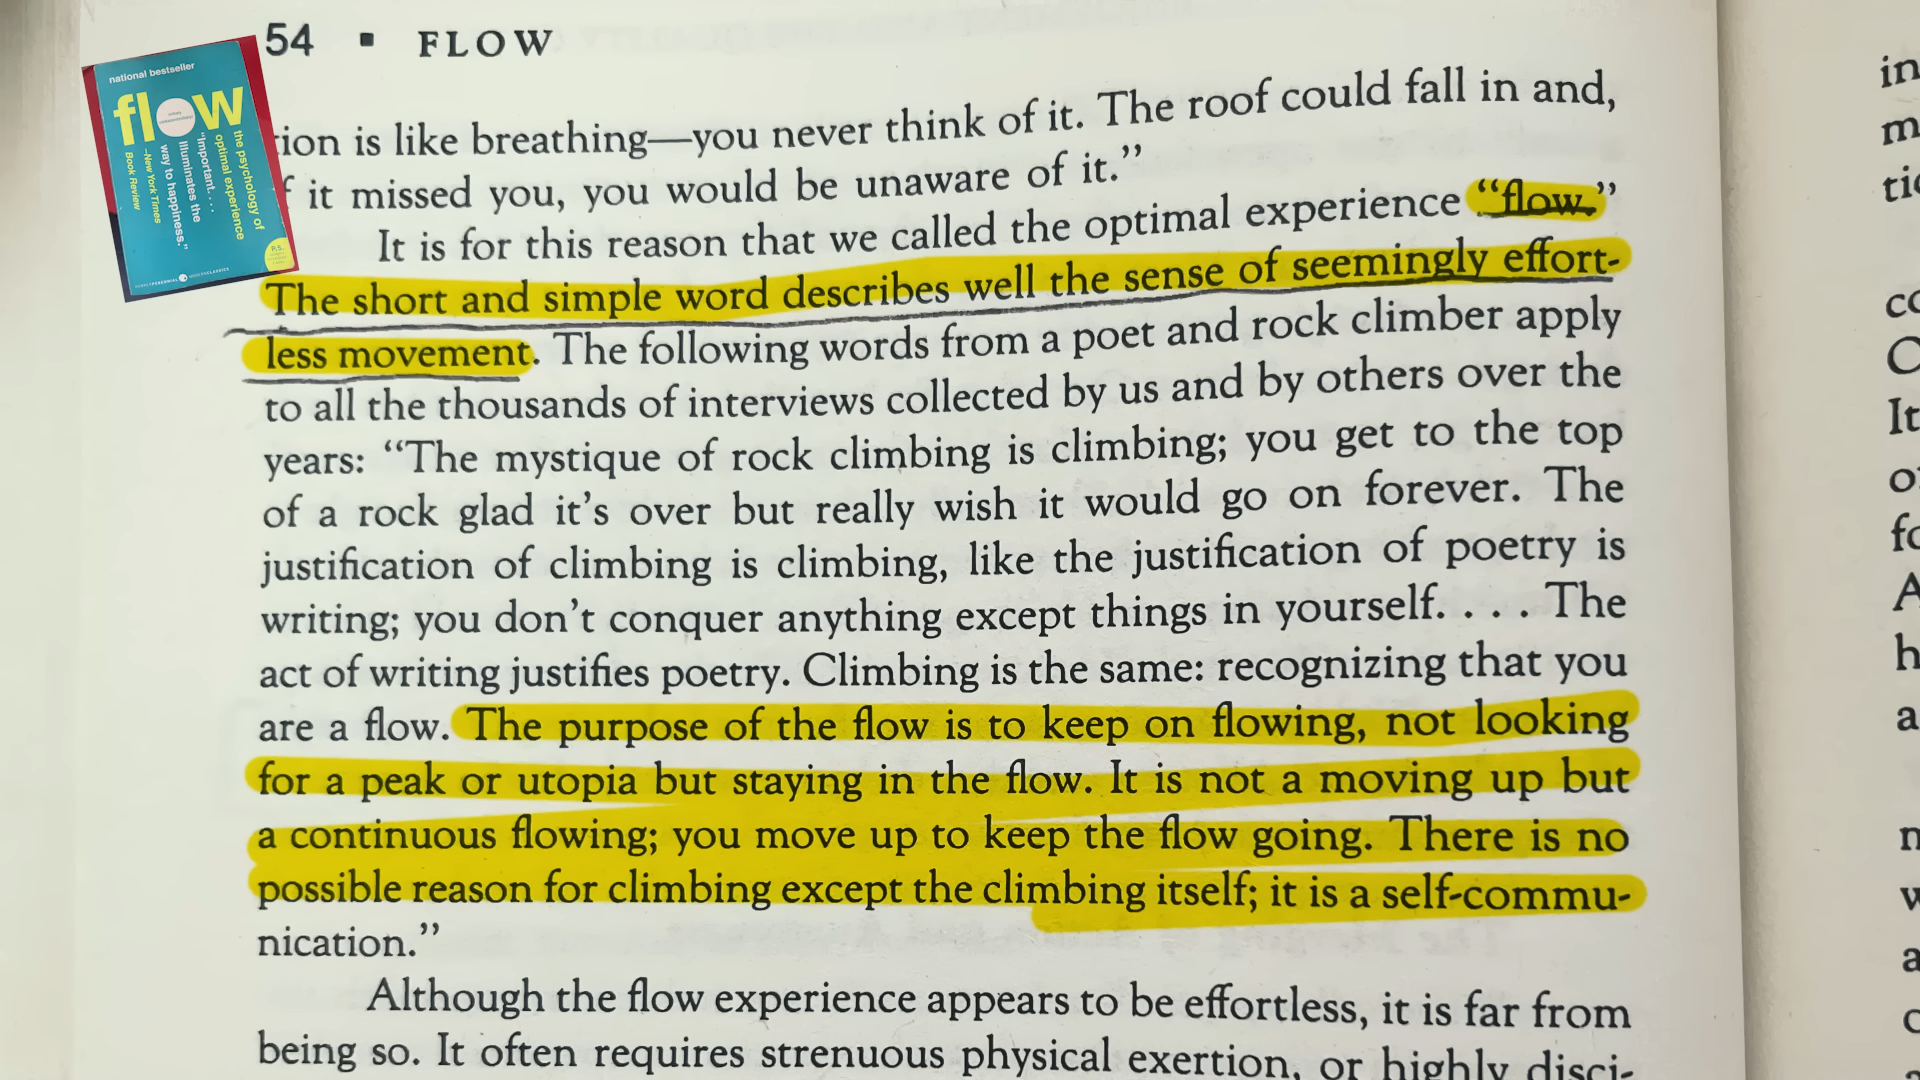 54 ▪ FLOW
national bestseller
flow
the psychology of
optimal experience
"Important. . . .
Illuminates the
way to happiness."
—New York Times
Book Review
P.S.
tion is like breathing—you never think of it. The roof could fall in and,
it missed you, you would be unaware of it.”
It is for this reason that we called the optimal experience “flow.”
The short and simple word describes well the sense of seemingly effort-
less movement. The following words from a poet and rock climber apply
to all the thousands of interviews collected by us and by others over the
years: “The mystique of rock climbing is climbing; you get to the top
of a rock glad it’s over but really wish it would go on forever. The
justification of climbing is climbing, like the justification of poetry is
writing; you don’t conquer anything except things in yourself. . . . The
act of writing justifies poetry. Climbing is the same: recognizing that you
are a flow. The purpose of the flow is to keep on flowing, not looking
for a peak or utopia but staying in the flow. It is not a moving up but
a continuous flowing; you move up to keep the flow going. There is no
possible reason for climbing except the climbing itself; it is a self-commu-
nication.”
Although the flow experience appears to be effortless, it is far from
being so. It often requires strenuous physical exertion, or highly disci-